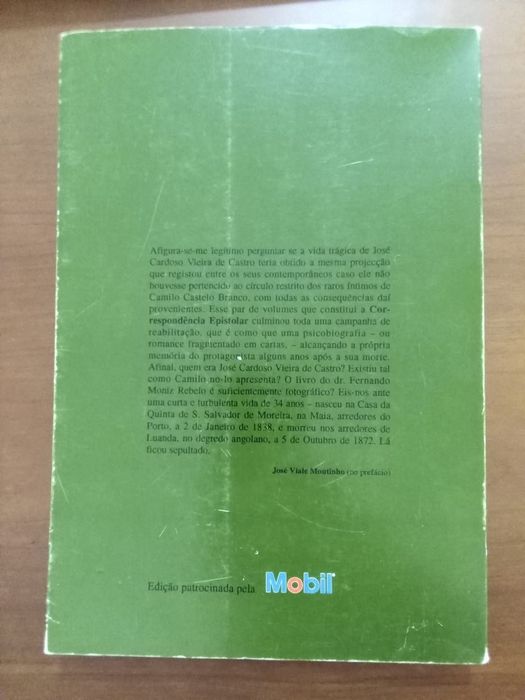 Afigura-se-me legítimo perguntar se a vida trágica de José
Cardoso Vieira de Castro teria obtido a mesma projecção
que registou entre os seus contemporâneos caso ele não
houvesse pertencido ao círculo restrito dos raros íntimos de
Camilo Castelo Branco, com todas as consequências daí
provenientes. Esse par de volumes que constitui a Cor-
respondência Epistolar culminou toda uma campanha de
reabilitação, que é como que uma psicobiografia – ou
romance fragmentado em cartas, – alcançando a própria
memória do protagonista alguns anos após a sua morte.
Afinal, quem era José Cardoso Vieira de Castro? Existiu tal
como Camilo no-lo apresenta? O livro do dr. Fernando
Moniz Rebelo é suficientemente fotográfico? Eis-nos ante
uma curta e turbulenta vida de 34 anos – nasceu na Casa da
Quinta de S. Salvador de Moreira, na Maia, arredores do
Porto, a 2 de Janeiro de 1838, e morreu nos arredores de
Luanda, no degredo angolano, a 5 de Outubro de 1872. Lá
ficou sepultado.
José Viale Moutinho (no prefácio)
Edição patrocinada pela Mobil